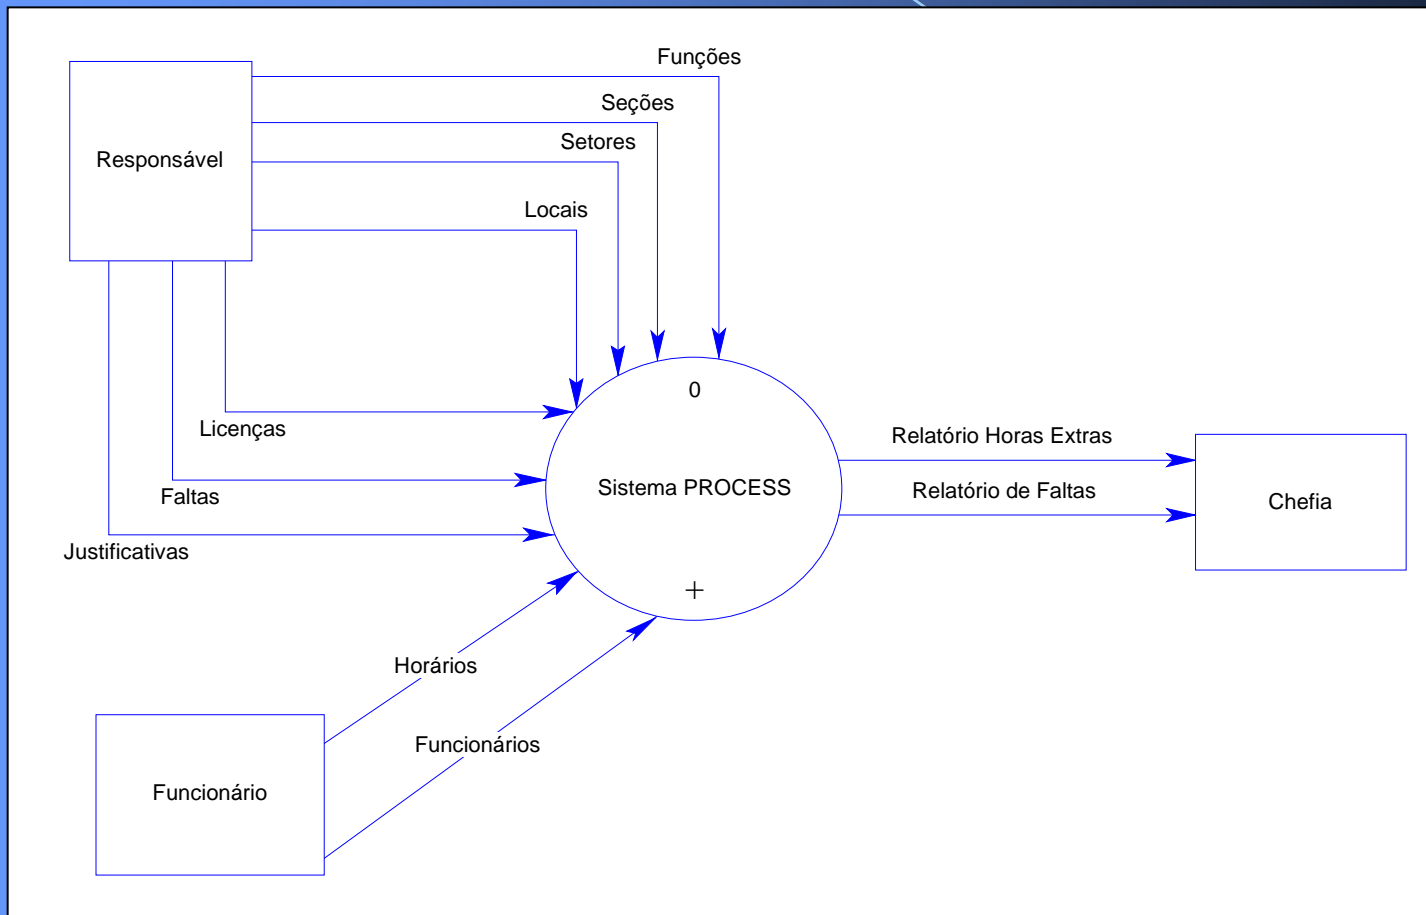 Funções
Seções
Setores
Responsável
Locais
0
Licenças
Relatório Horas Extras
Faltas
Sistema PROCESS
Relatório de Faltas
Chefia
Justificativas
+
Horários
Funcionários
Funcionário